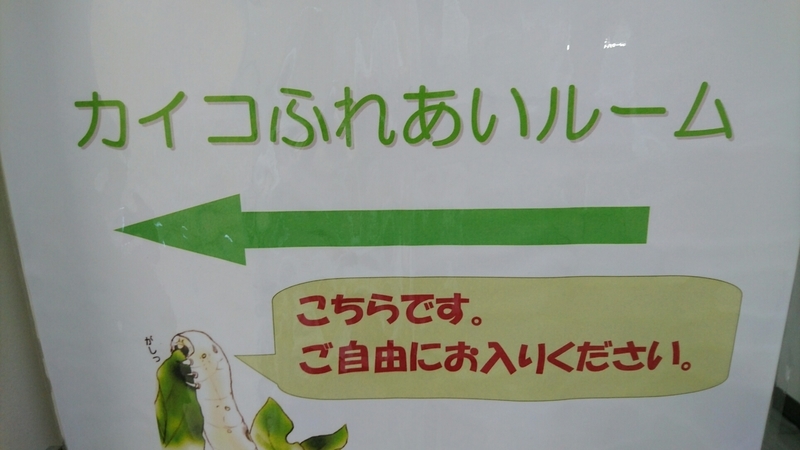 カイコふれあいルーム
こちらです。
ご自由にお入りください。
がしっ